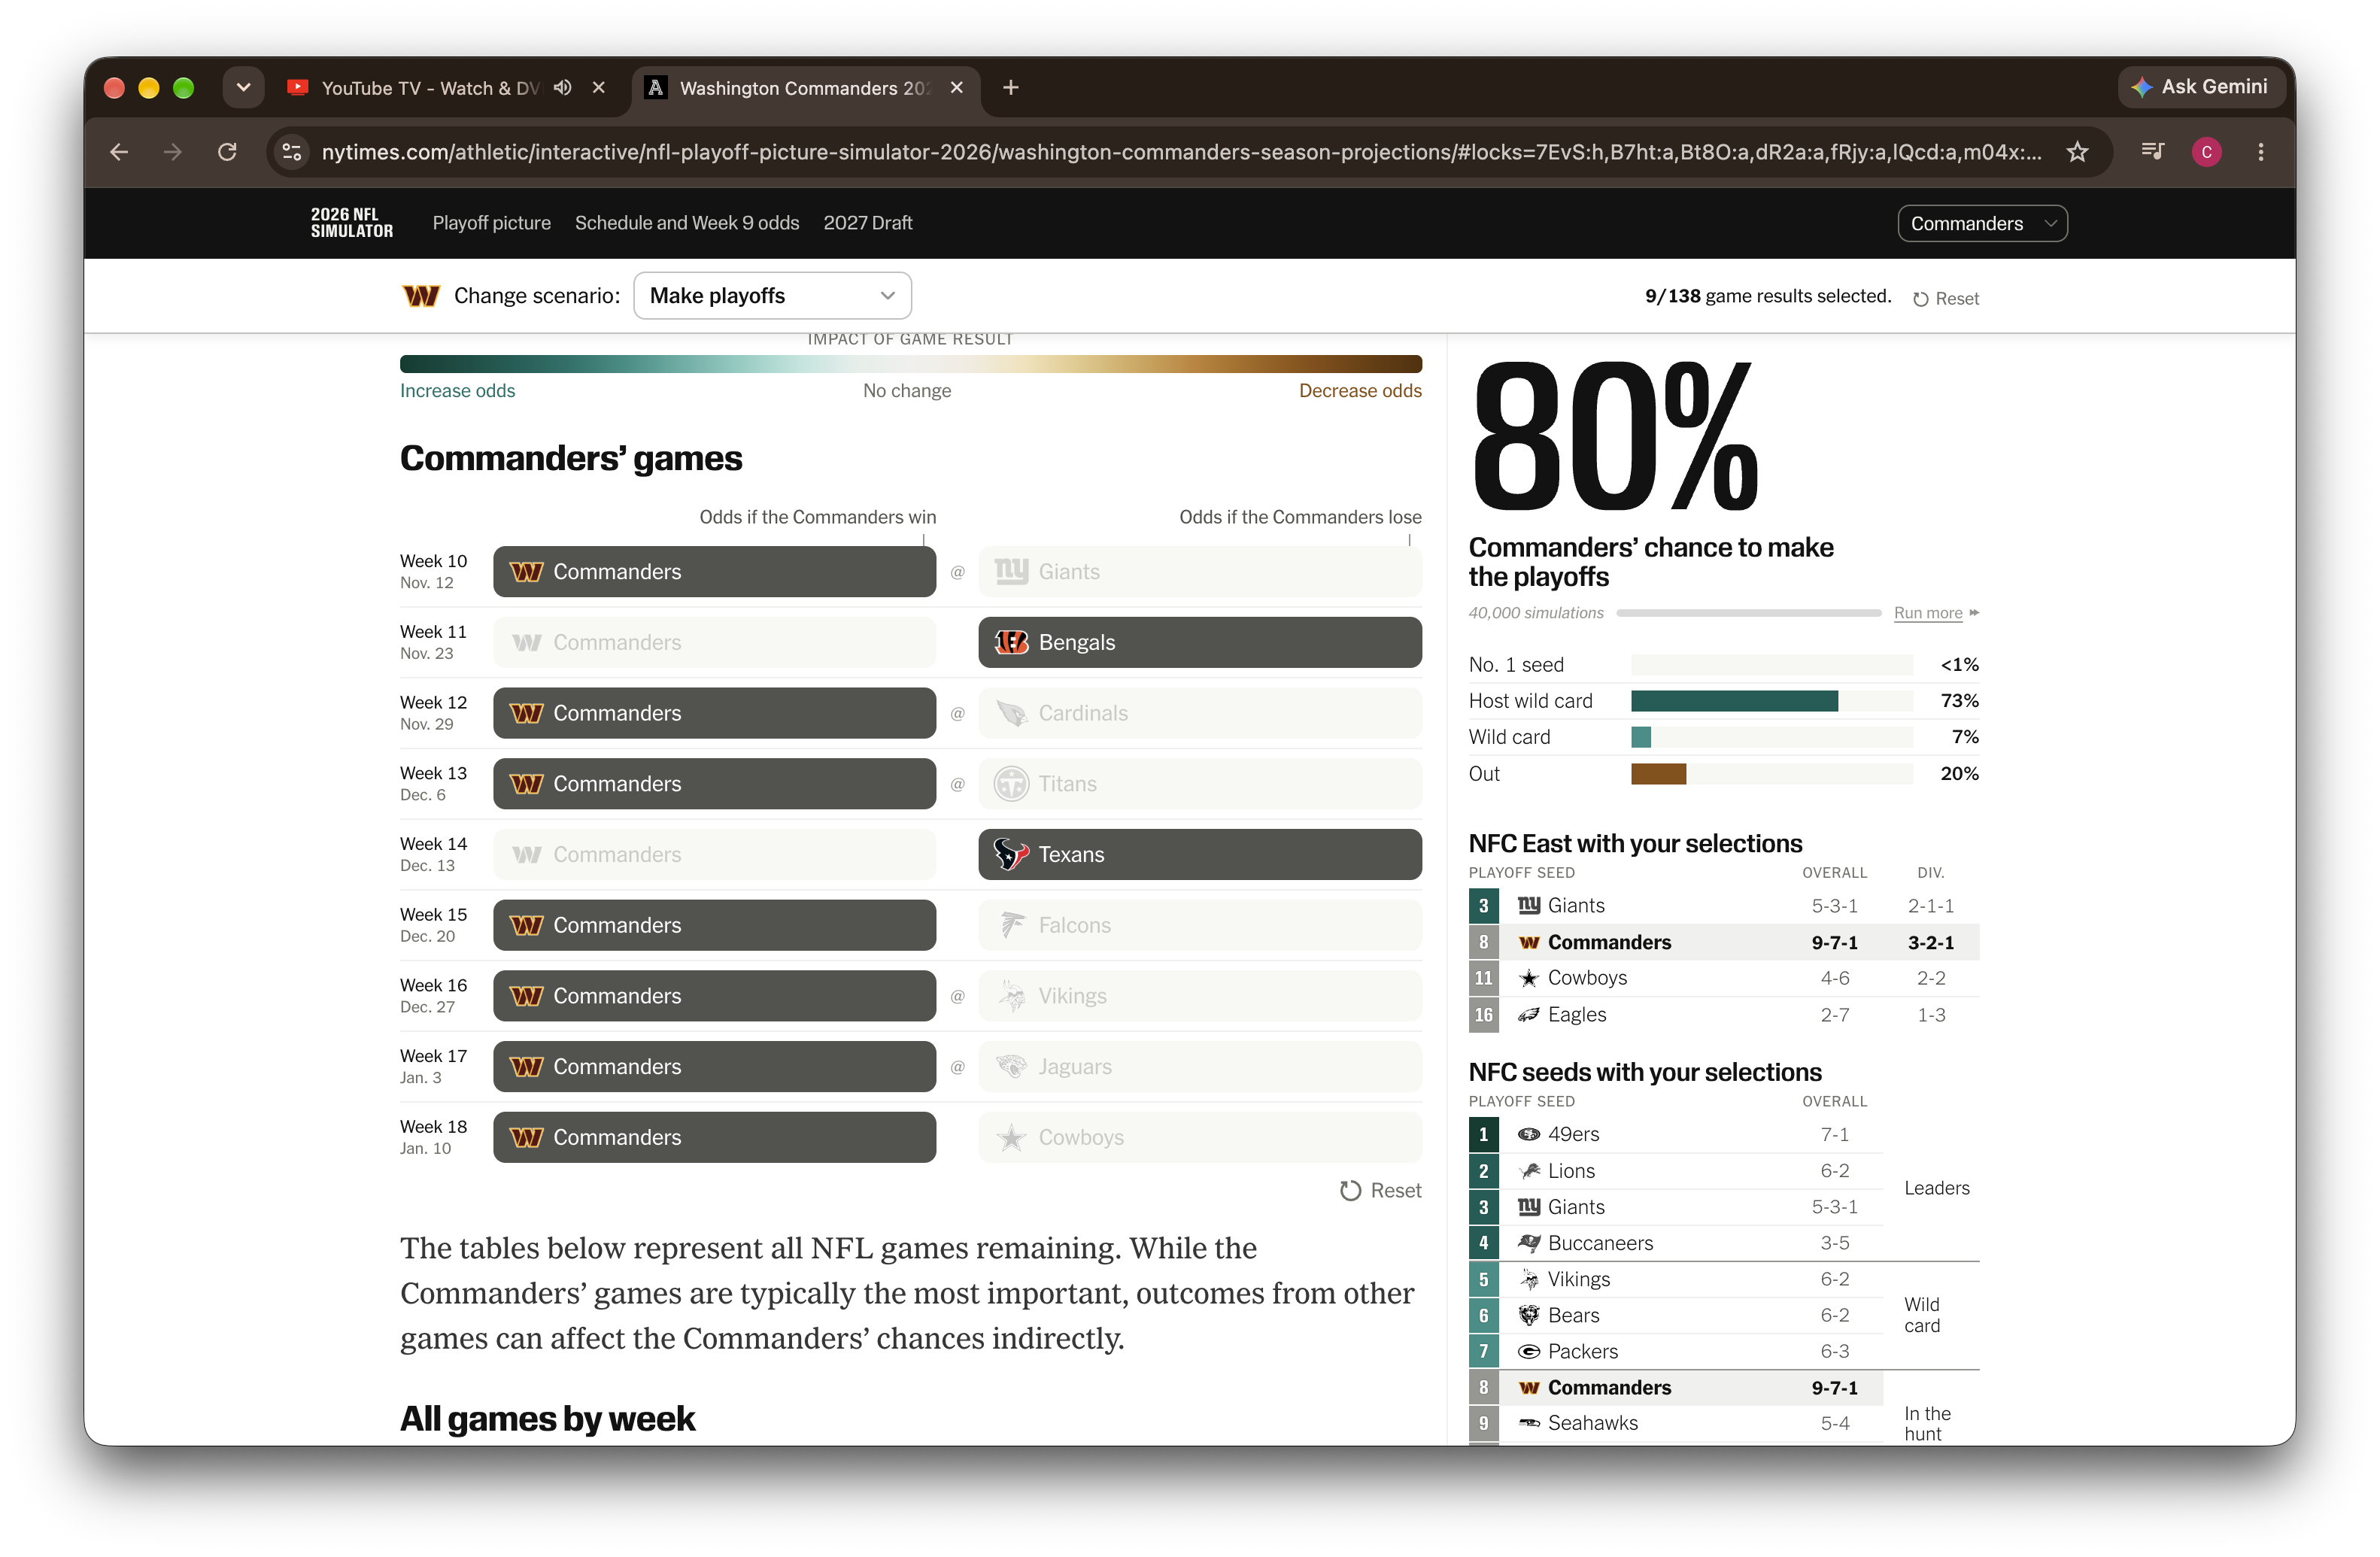 YouTube TV - Watch & DV
Washington Commanders 202
Ask Gemini
nytimes.com/athletic/interactive/nfl-playoff-picture-simulator-2026/washington-commanders-season-projections/#locks=7EvS:h,B7ht:a,Bt8O:a,dR2a:a,fRjy:a,lQcd:a,m04x:...
C
2026 NFL
SIMULATOR
Playoff picture
Schedule and Week 9 odds
2027 Draft
Commanders
Change scenario:
Make playoffs
9/138 game results selected.
Reset
IMPACT OF GAME RESULT
Increase odds
No change
Decrease odds
Commanders’ games
Odds if the Commanders win
Odds if the Commanders lose
Week 10
Nov. 12
Commanders
@
Giants
Week 11
Nov. 23
Commanders
Bengals
Week 12
Nov. 29
Commanders
@
Cardinals
Week 13
Dec. 6
Commanders
@
Titans
Week 14
Dec. 13
Commanders
Texans
Week 15
Dec. 20
Commanders
Falcons
Week 16
Dec. 27
Commanders
@
Vikings
Week 17
Jan. 3
Commanders
@
Jaguars
Week 18
Jan. 10
Commanders
Cowboys
Reset
The tables below represent all NFL games remaining. While the
Commanders’ games are typically the most important, outcomes from other
games can affect the Commanders’ chances indirectly.
All games by week
80%
Commanders’ chance to make
the playoffs
40,000 simulations
Run more
No. 1 seed <1%
Host wild card 73%
Wild card 7%
Out 20%
NFC East with your selections
PLAYOFF SEED OVERALL DIV.
3 Giants 5-3-1 2-1-1
8 Commanders 9-7-1 3-2-1
11 Cowboys 4-6 2-2
16 Eagles 2-7 1-3
NFC seeds with your selections
PLAYOFF SEED OVERALL
1 49ers 7-1
2 Lions 6-2
Leaders
3 Giants 5-3-1
4 Buccaneers 3-5
5 Vikings 6-2
Wild
card
6 Bears 6-2
7 Packers 6-3
8 Commanders 9-7-1
In the
hunt
9 Seahawks 5-4